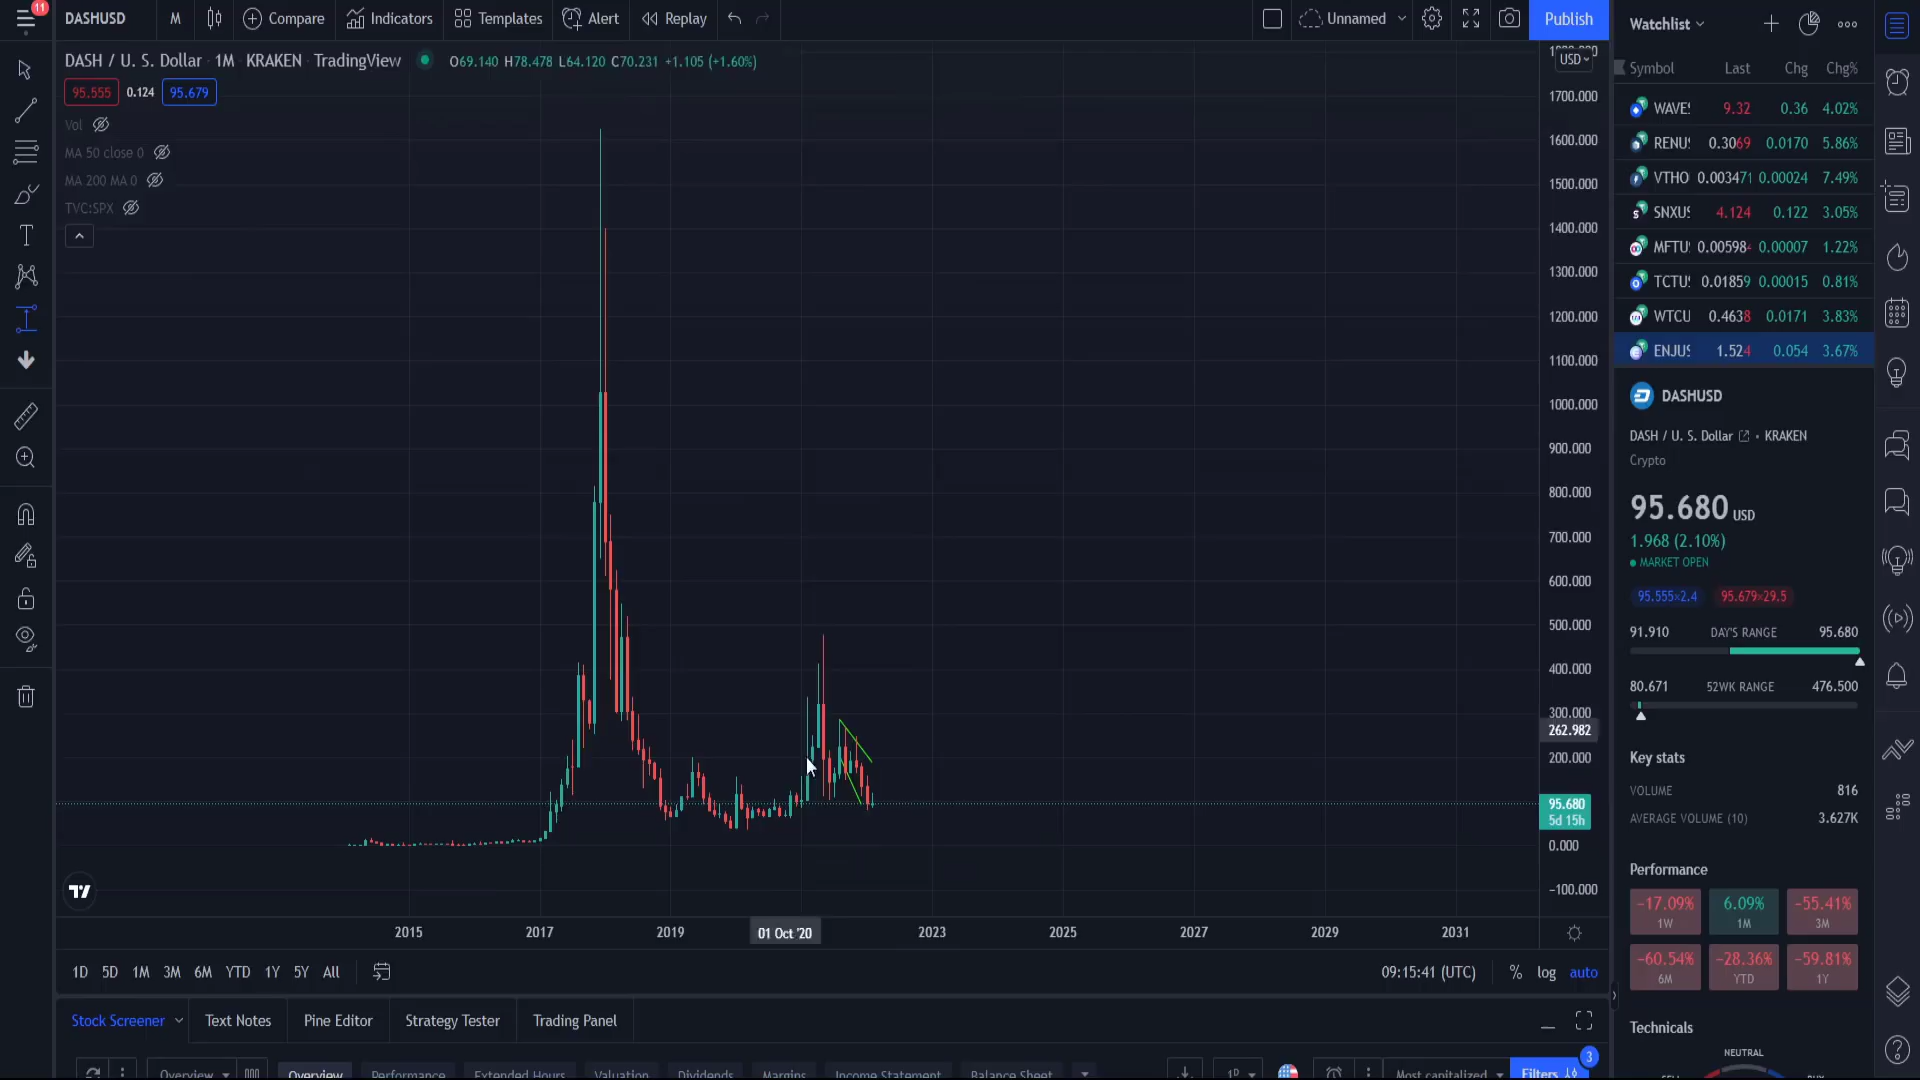 11
DASHUSD
M
Compare
Indicators
Templates
Alert
Replay
Unnamed
Publish
DASH / U. S. Dollar · 1M · KRAKEN · TradingView
O69.140 H78.478 L64.120 C70.231 +1.105 (+1.60%)
95.555 0.124 95.679
Vol
MA 50 close 0
MA 200 MA 0
TVC:SPX
USD
1700.000
1600.000
1500.000
1400.000
1300.000
1200.000
1100.000
1000.000
900.000
800.000
700.000
600.000
500.000
400.000
300.000
262.982
200.000
95.680
5d 15h
0.000
−100.000
2015
2017
2019
01 Oct '20
2023
2025
2027
2029
2031
1D 5D 1M 3M 6M YTD 1Y 5Y All
09:15:41 (UTC)
% log auto
Stock Screener
Text Notes
Pine Editor
Strategy Tester
Trading Panel
Overview
Overview
Performance
Extended Hours
Valuation
Dividends
Margins
Income Statement
Balance Sheet
1D
Most capitalized
Filters
3
Watchlist
Symbol Last Chg Chg%
WAVES 9.32 0.36 4.02%
RENUS 0.3069 0.0170 5.86%
VTHO 0.003471 0.00024 7.49%
SNXUS 4.124 0.122 3.05%
MFTU 0.005984 0.00007 1.22%
TCTUS 0.01859 0.00015 0.81%
WTCU 0.4638 0.0171 3.83%
ENJUS 1.524 0.054 3.67%
DASHUSD
DASH / U. S. Dollar • KRAKEN
Crypto
95.680 USD
1.968 (2.10%)
MARKET OPEN
95.555×2.4 95.679×29.5
91.910 DAY'S RANGE 95.680
80.671 52WK RANGE 476.500
Key stats
VOLUME 816
AVERAGE VOLUME (10) 3.627K
Performance
−17.09% 6.09% −55.41%
1W 1M 3M
−60.54% −28.36% −59.81%
6M YTD 1Y
Technicals
NEUTRAL